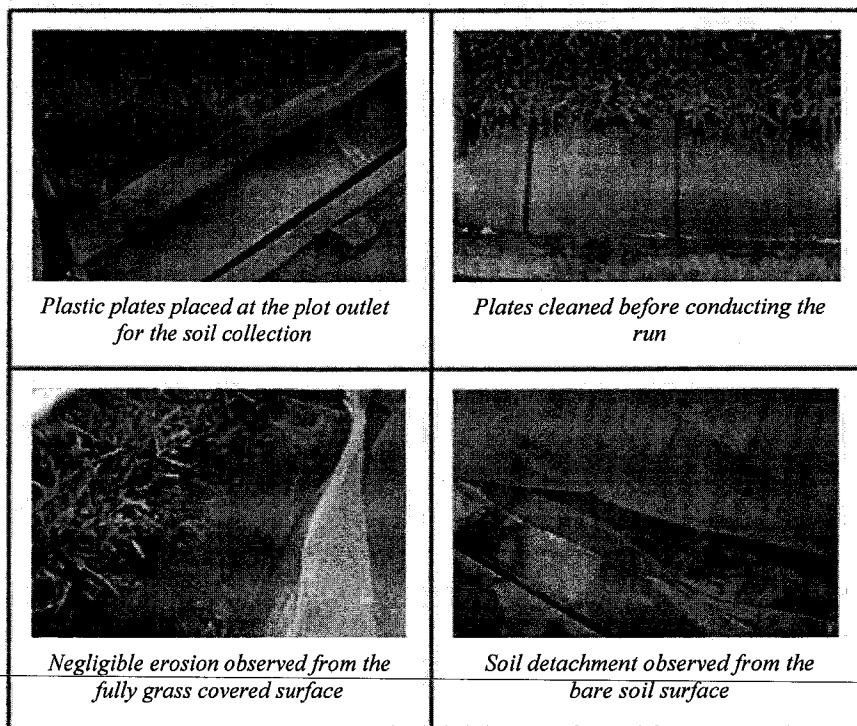 Plastic plates placed at the plot outlet
for the soil collection
Plates cleaned before conducting the
run
Negligible erosion observed from the
fully grass covered surface
Soil detachment observed from the
bare soil surface